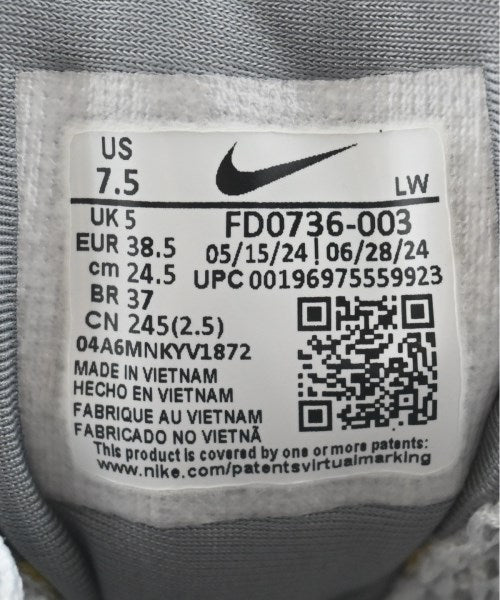 US
7.5
LW
UK 5
FD0736-003
EUR 38.5
05/15/24 | 06/28/24
cm 24.5
UPC 00196975559923
BR 37
CN 245(2.5)
04A6MNKYV1872
MADE IN VIETNAM
HECHO EN VIETNAM
FABRIQUE AU VIETNAM
FABRICADO NO VIETNÃ
This product is covered by one or more patents:
www.nike.com/patentsvirtualmarking